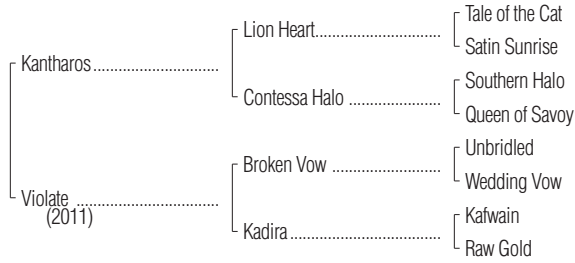 Tale of the Cat
Lion Heart
Satin Sunrise
Kantharos
Southern Halo
Contessa Halo
Queen of Savoy
Unbridled
Broken Vow
Wedding Vow
Violate
(2011)
Kafwain
Kadira
Raw Gold